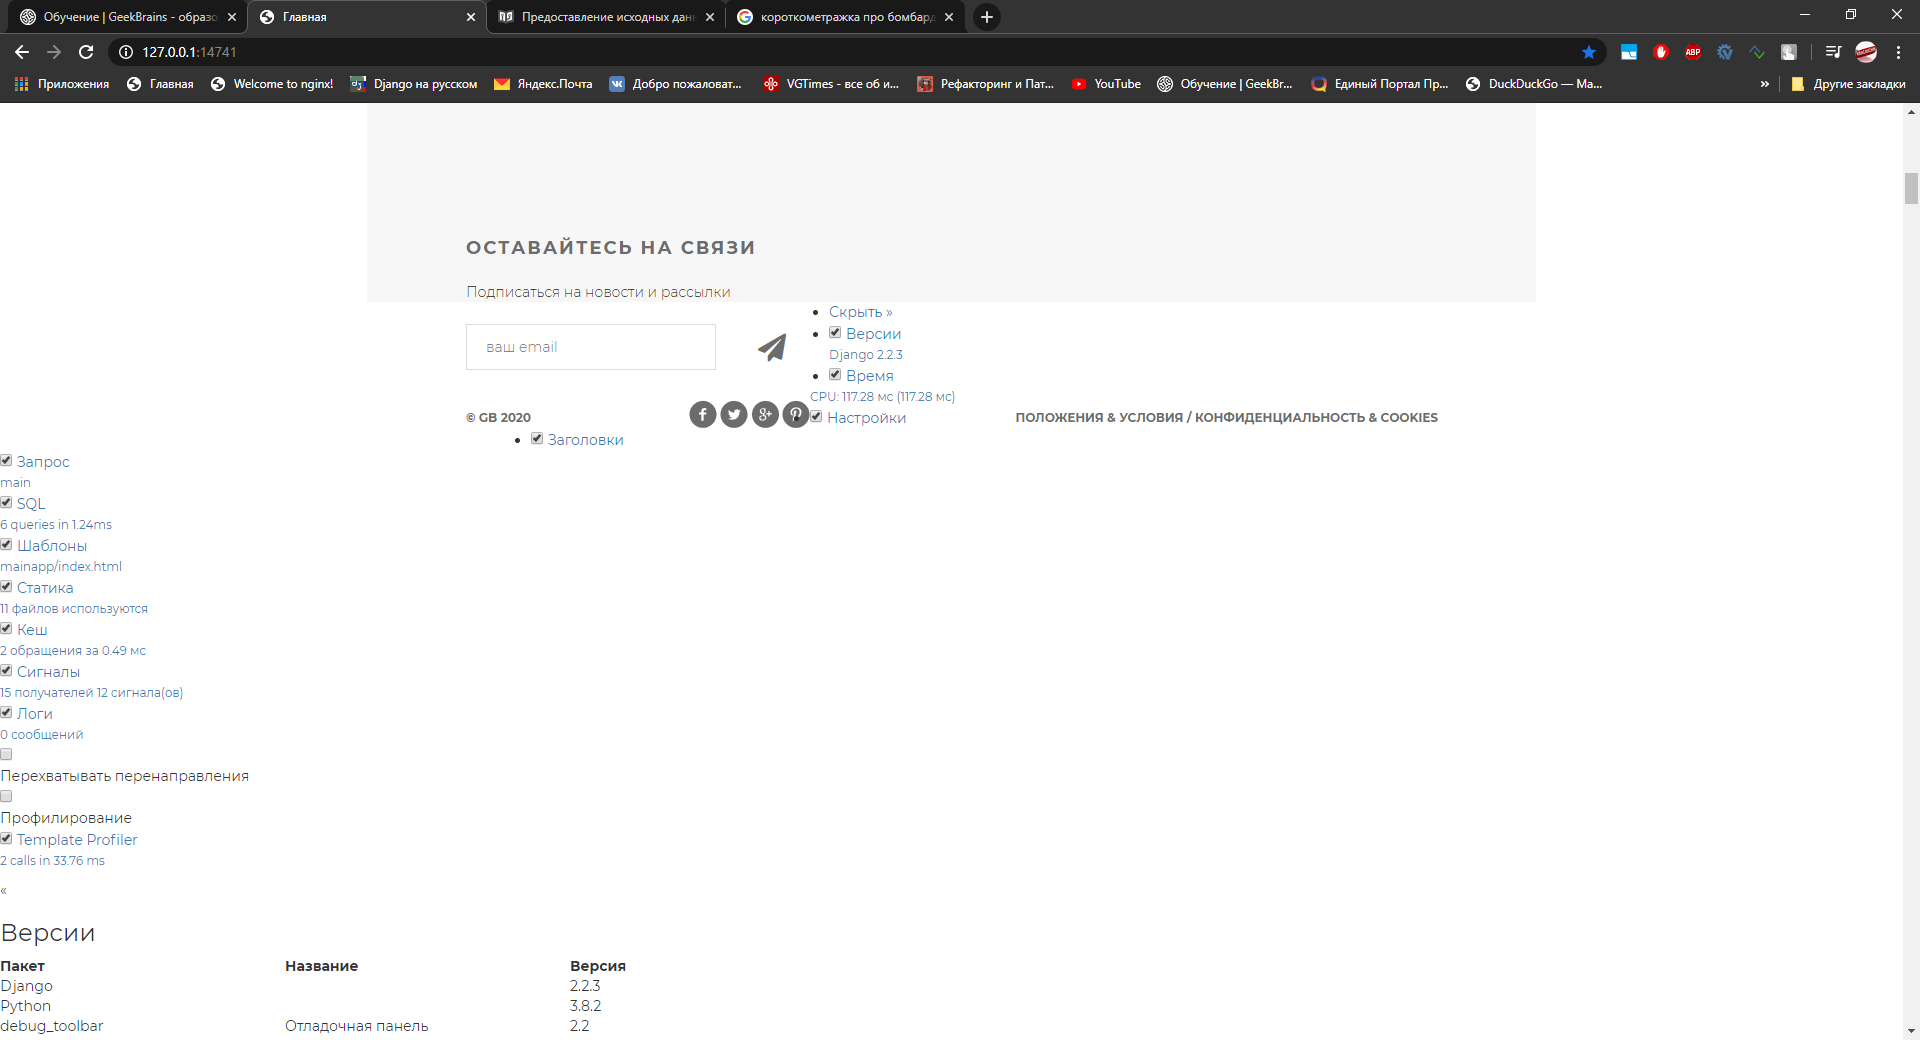 Обучение | GeekBrains - образо
Главная
Предоставление исходных дан
короткометражка про бомбард
127.0.0.1:14741
ABP
Приложения
Главная
Welcome to nginx!
dj
Django на русском
Яндекс.Почта
Добро пожаловат...
VGTimes - все об и...
Рефакторинг и Пат...
YouTube
Обучение | GeekBr...
Единый Портал Пр...
DuckDuckGo — Ma...
»
Другие закладки
ОСТАВАЙТЕСЬ НА СВЯЗИ
Подписаться на новости и рассылки
ваш email
Скрыть »
Версии
Django 2.2.3
Время
CPU: 117.28 мс (117.28 мс)
© GB 2020
Настройки
ПОЛОЖЕНИЯ & УСЛОВИЯ / КОНФИДЕНЦИАЛЬНОСТЬ & COOKIES
Заголовки
Запрос
main
SQL
6 queries in 1.24ms
Шаблоны
mainapp/index.html
Статика
11 файлов используются
Кеш
2 обращения за 0.49 мс
Сигналы
15 получателей 12 сигнала(ов)
Логи
0 сообщений
Перехватывать перенаправления
Профилирование
Template Profiler
2 calls in 33.76 ms
«
Версии
Пакет Название Версия
Django 2.2.3
Python 3.8.2
debug_toolbar Отладочная панель 2.2